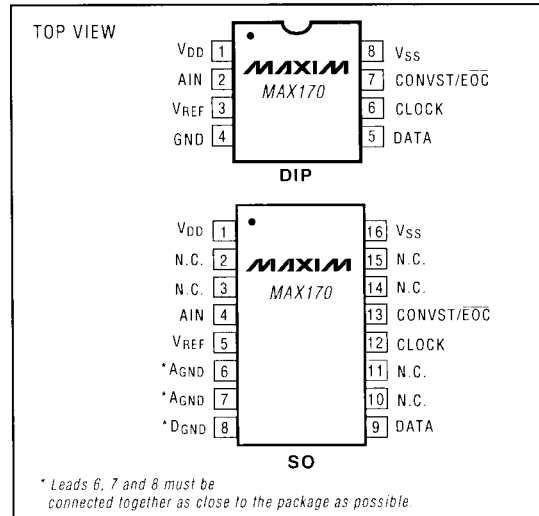 TOP VIEW
VDD 1
AIN 2
VREF 3
GND 4
MAXIM
MAX170
8 VSS
7 CONVST/E̅O̅C̅
6 CLOCK
5 DATA
DIP
VDD 1
N.C. 2
N.C. 3
AIN 4
VREF 5
*AGND 6
*AGND 7
*DGND 8
MAXIM
MAX170
16 VSS
15 N.C.
14 N.C.
13 CONVST/E̅O̅C̅
12 CLOCK
11 N.C.
10 N.C.
9 DATA
SO
* Leads 6, 7 and 8 must be
connected together as close to the package as possible.